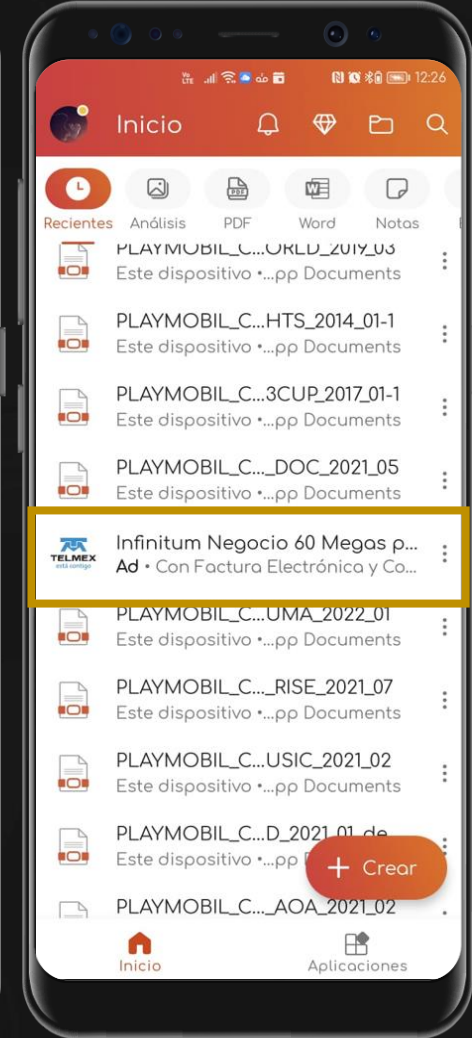 12:26
Inicio
Recientes
Análisis
PDF
Word
Notas
PLAYMOBIL_C...ORLD_2019_03
Este dispositivo •...pp Documents
PLAYMOBIL_C...HTS_2014_01-1
Este dispositivo •...pp Documents
PLAYMOBIL_C...3CUP_2017_01-1
Este dispositivo •...pp Documents
PLAYMOBIL_C..._DOC_2021_05
Este dispositivo •...pp Documents
TELMEX
está contigo
Infinitum Negocio 60 Megas p...
Ad • Con Factura Electrónica y Co...
PLAYMOBIL_C...UMA_2022_01
Este dispositivo •...pp Documents
PLAYMOBIL_C..._RISE_2021_07
Este dispositivo •...pp Documents
PLAYMOBIL_C...USIC_2021_02
Este dispositivo •...pp Documents
PLAYMOBIL_C...D_2021_01_de
Este dispositivo •...pp
+ Crear
PLAYMOBIL_C..._AOA_2021_02
Inicio
Aplicaciones